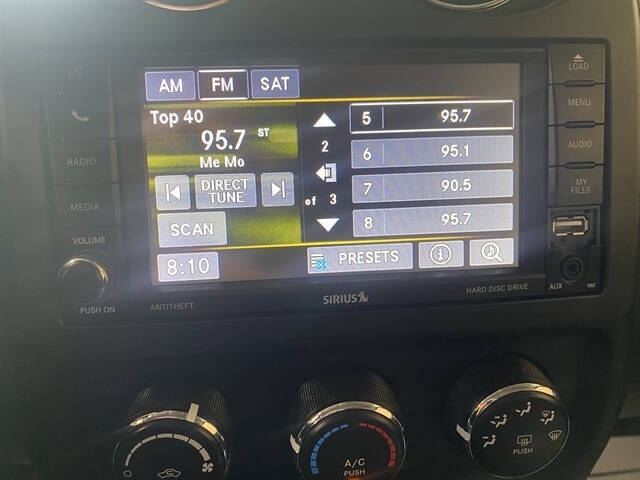 LOAD
AM FM SAT
MENU
Top 40
5 95.7
95.7 ST
2
6 95.1
AUDIO
Me Mo
RADIO
7 90.5
MY
FILES
DIRECT
TUNE
of 3
MEDIA
8 95.7
SCAN
VOLUME
8:10
PRESETS
PUSH ON
ANTITHEFT
SIRIUS
HARD DISC DRIVE
AUX
A/C
PUSH
PUSH